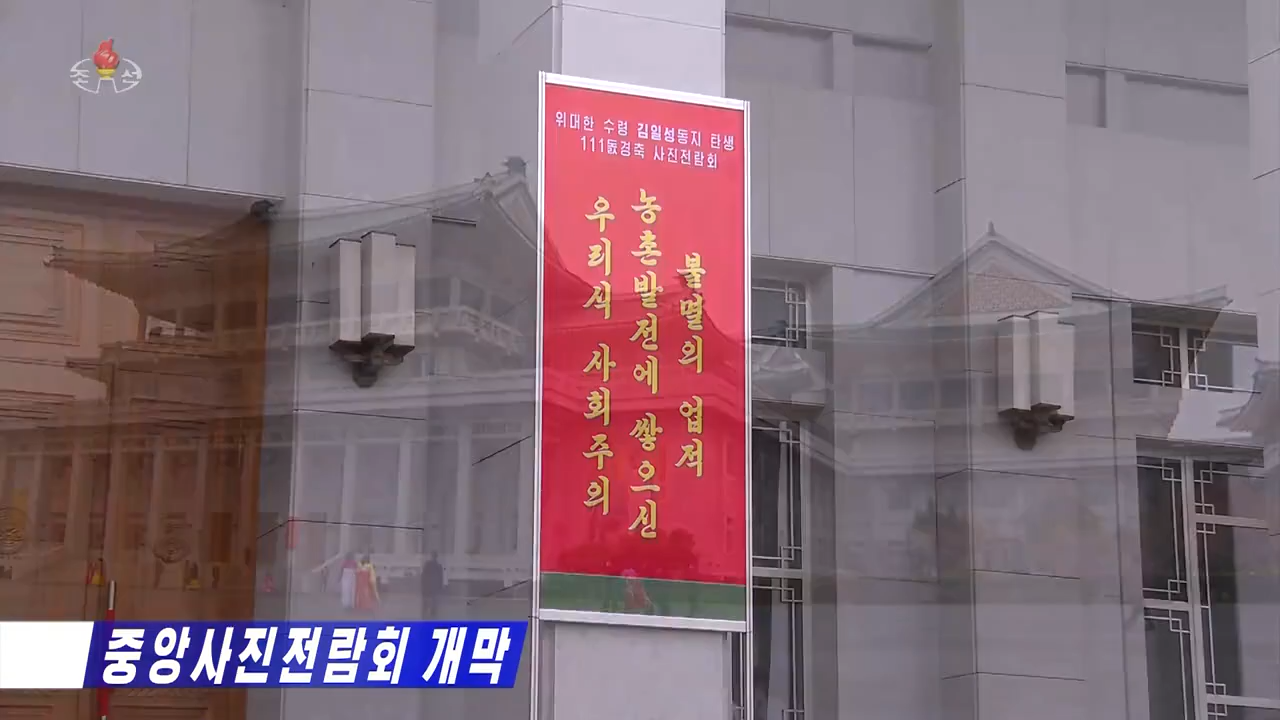 조선
위대한 수령 김일성동지 탄생
111돐경축 사진전람회
우리식 사회주의
농촌발전에 쌓으신
불멸의 업적
중앙사진전람회 개막